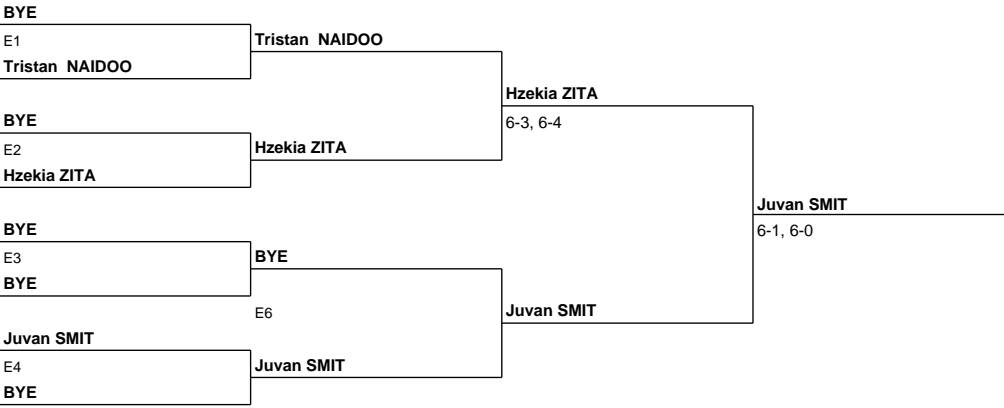 BYE
E1
Tristan  NAIDOO
Tristan  NAIDOO
BYE
E2
Hzekia ZITA
Hzekia ZITA
Hzekia ZITA
6-3, 6-4
BYE
E3
BYE
BYE
E6
Juvan SMIT
E4
BYE
Juvan SMIT
Juvan SMIT
Juvan SMIT
6-1, 6-0